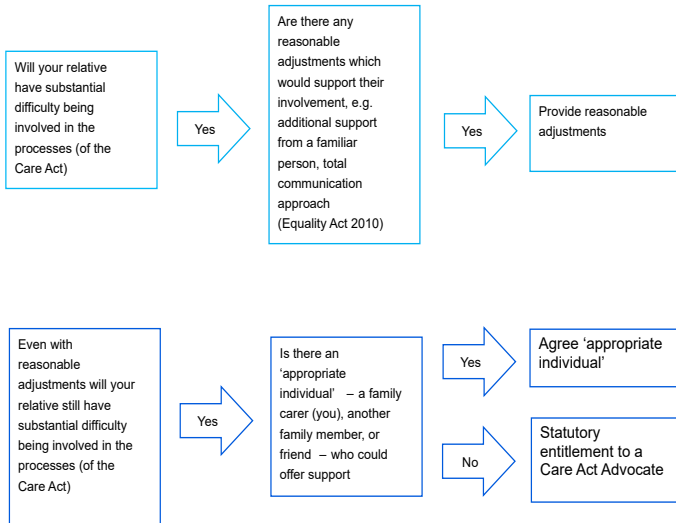 Will your relative
have substantial
difficulty being
involved in the
processes (of the
Care Act)
Yes
Are there any
reasonable
adjustments which
would support their
involvement, e.g.
additional support
from a familiar
person, total
communication
approach
(Equality Act 2010)
Yes
Provide reasonable
adjustments
Even with
reasonable
adjustments will your
relative still have
substantial difficulty
being involved in the
processes (of the
Care Act)
Yes
Is there an
‘appropriate
individual’ – a family
carer (you), another
family member, or
friend – who could
offer support
Yes
Agree ‘appropriate
individual’
No
Statutory
entitlement to a
Care Act Advocate